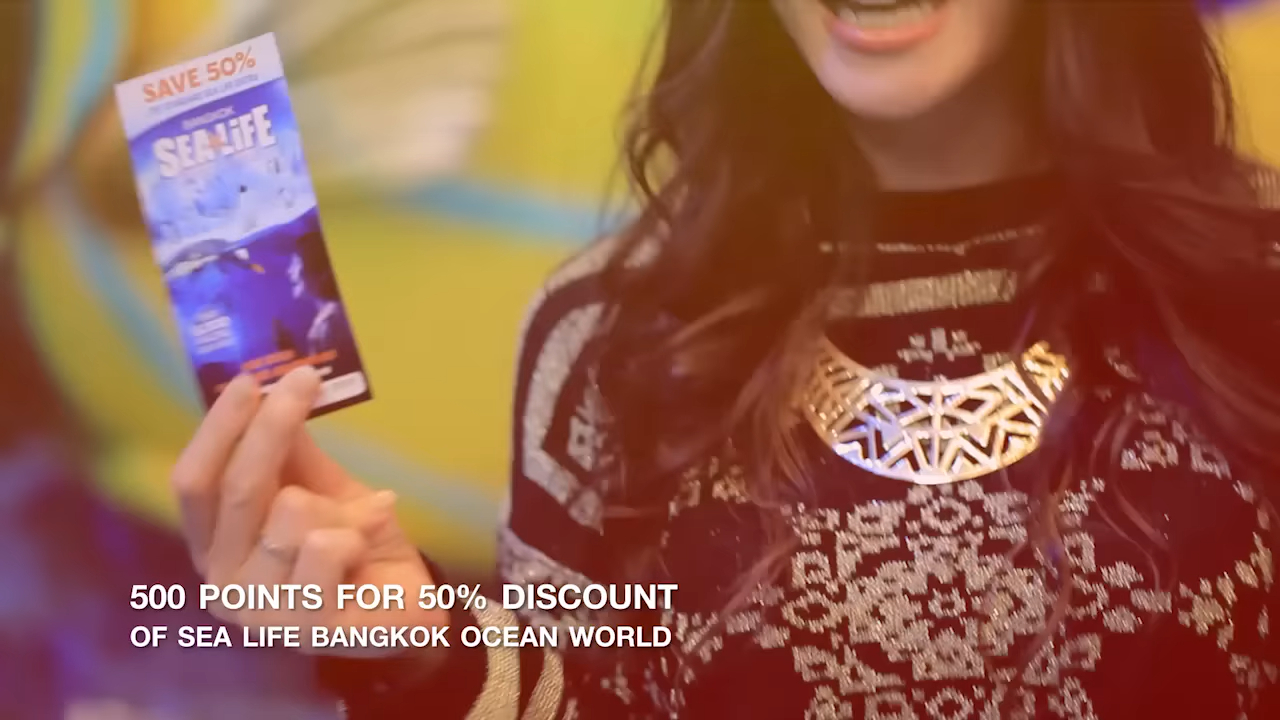 SAVE 50%
BANGKOK
SEA LiFE
500 POINTS FOR 50% DISCOUNT
OF SEA LIFE BANGKOK OCEAN WORLD